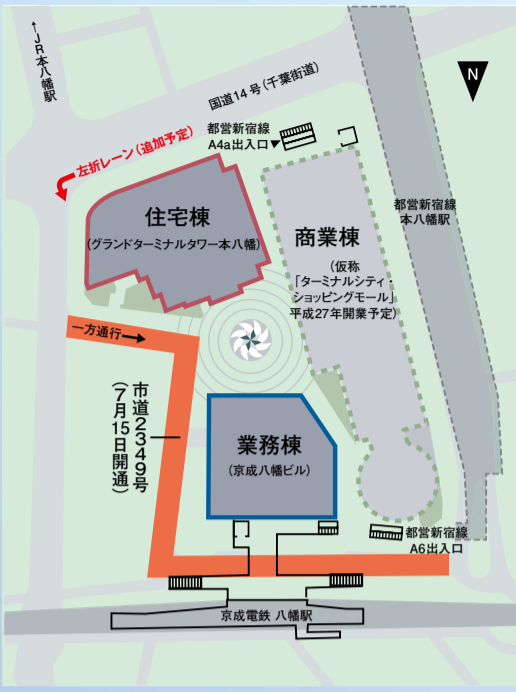 ←JR本八幡駅
国道14号(千葉街道)
N
左折レーン(追加予定)
都営新宿線
A4a出入口
都営新宿線
本八幡駅
住宅棟
(グランドターミナルタワー本八幡)
商業棟
(仮称
「ターミナルシティ・
ショッピングモール」
平成27年開業予定)
一方通行→
市道2349号
(7月15日開通)
業務棟
(京成八幡ビル)
都営新宿線
A6出入口
京成電鉄 八幡駅